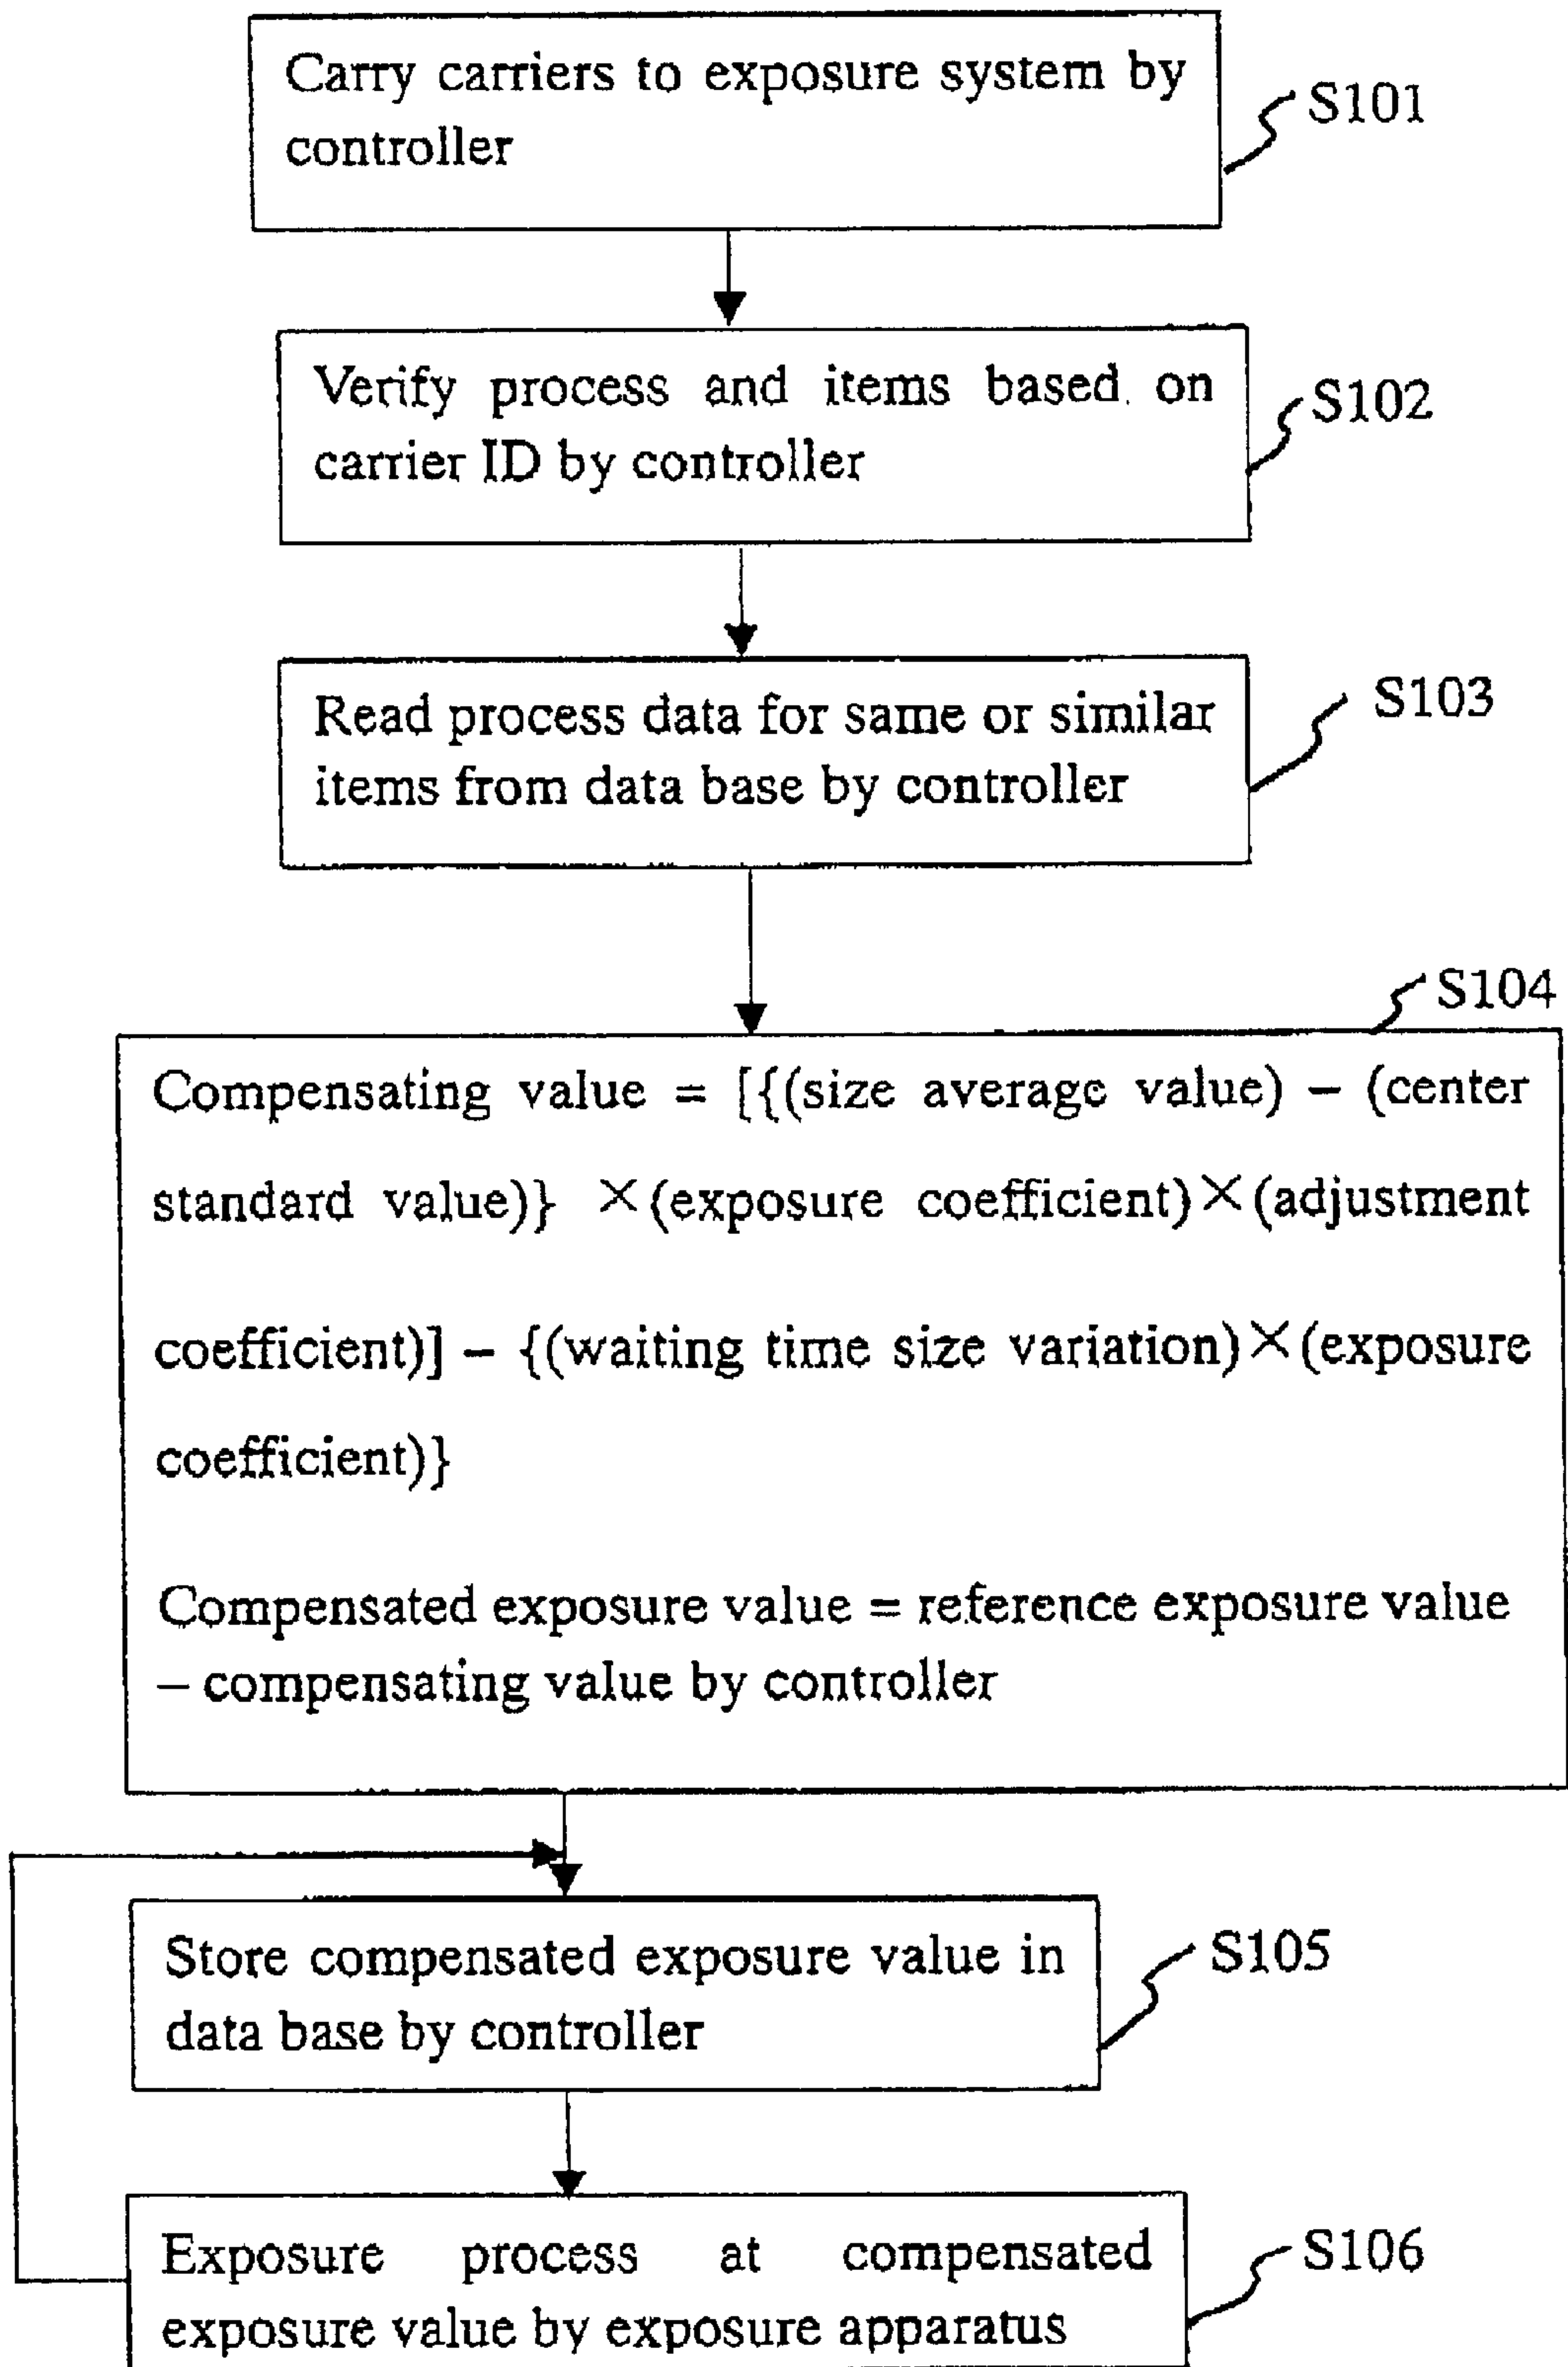 Carry carriers to exposure system by
controller
S101
Verify process and items based on
carrier ID by controller
S102
Read process data for same or similar
items from data base by controller
S103
S104
Compensating value = [{(size average value) – (center
standard value)} ×(exposure coefficient)×(adjustment
coefficient)] – {(waiting time size variation)×(exposure
coefficient)}
Compensated exposure value = reference exposure value
– compensating value by controller
Store compensated exposure value in
data base by controller
S105
Exposure process at compensated
exposure value by exposure apparatus
S106